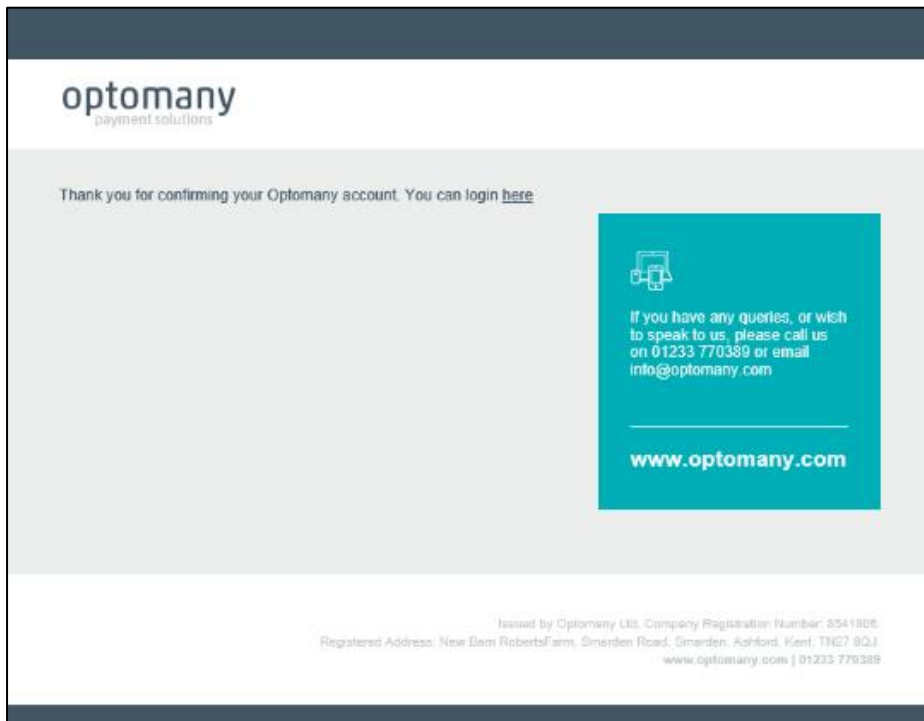 optomany
payment solutions
Thank you for confirming your Optomany account. You can login here
If you have any queries, or wish
to speak to us, please call us
on 01233 770389 or email
info@optomany.com
www.optomany.com
Issued by Optomany Ltd. Company Registration Number: 8541806.
Registered Address: New Barn RobertsFarm, Smarden Road, Smarden, Ashford, Kent, TN27 8QJ.
www.optomany.com | 01233 770389